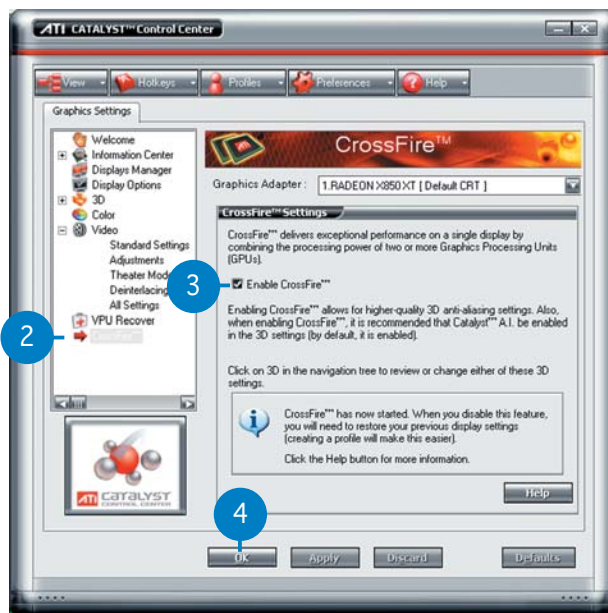 ATI CATALYST™ Control Center
View Hotkeys Profiles Preferences Help
Graphics Settings
Welcome
Information Center
Displays Manager
Display Options
3D
Color
Video
Standard Settings
Adjustments
Theater Mode
Deinterlacing
All Settings
VPU Recover
2
CrossFire™
ATI CATALYST
CONTROL CENTER
CrossFire™
Graphics Adapter : 1.RADEON X850 XT [ Default CRT ]
CrossFire™ Settings
CrossFire™ delivers exceptional performance on a single display by
combining the processing power of two or more Graphics Processing Units
(GPUs).
3
Enable CrossFire™
Enabling CrossFire™ allows for higher-quality 3D anti-aliasing settings. Also,
when enabling CrossFire™, it is recommended that Catalyst™ A.I. be enabled
in the 3D settings (by default, it is enabled).
Click on 3D in the navigation tree to review or change either of these 3D
settings.
CrossFire™ has now started. When you disable this feature,
you will need to restore your previous display settings
(creating a profile will make this easier).
Click the Help button for more information.
Help
4
OK Apply Discard Defaults